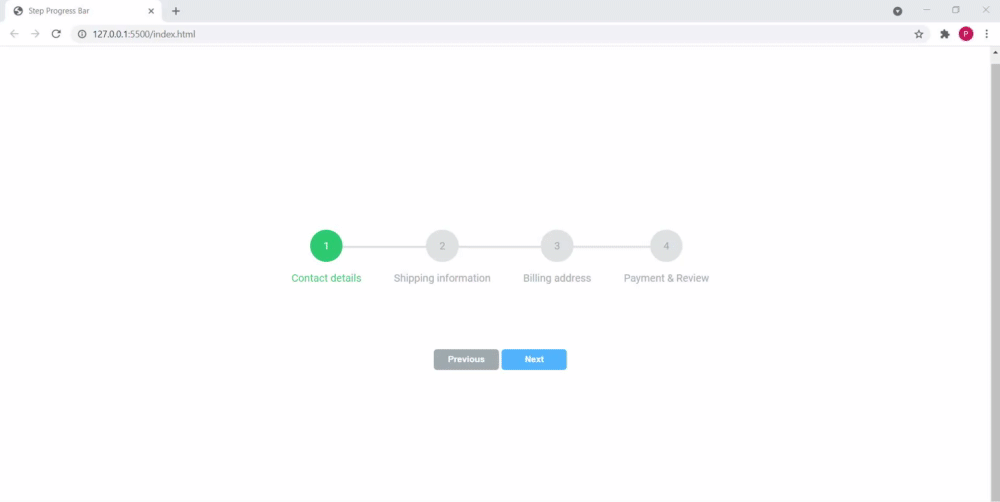 Step Progress Bar
127.0.0.1:5500/index.html
P
1 2 3 4
Contact details Shipping information Billing address Payment & Review
Previous Next